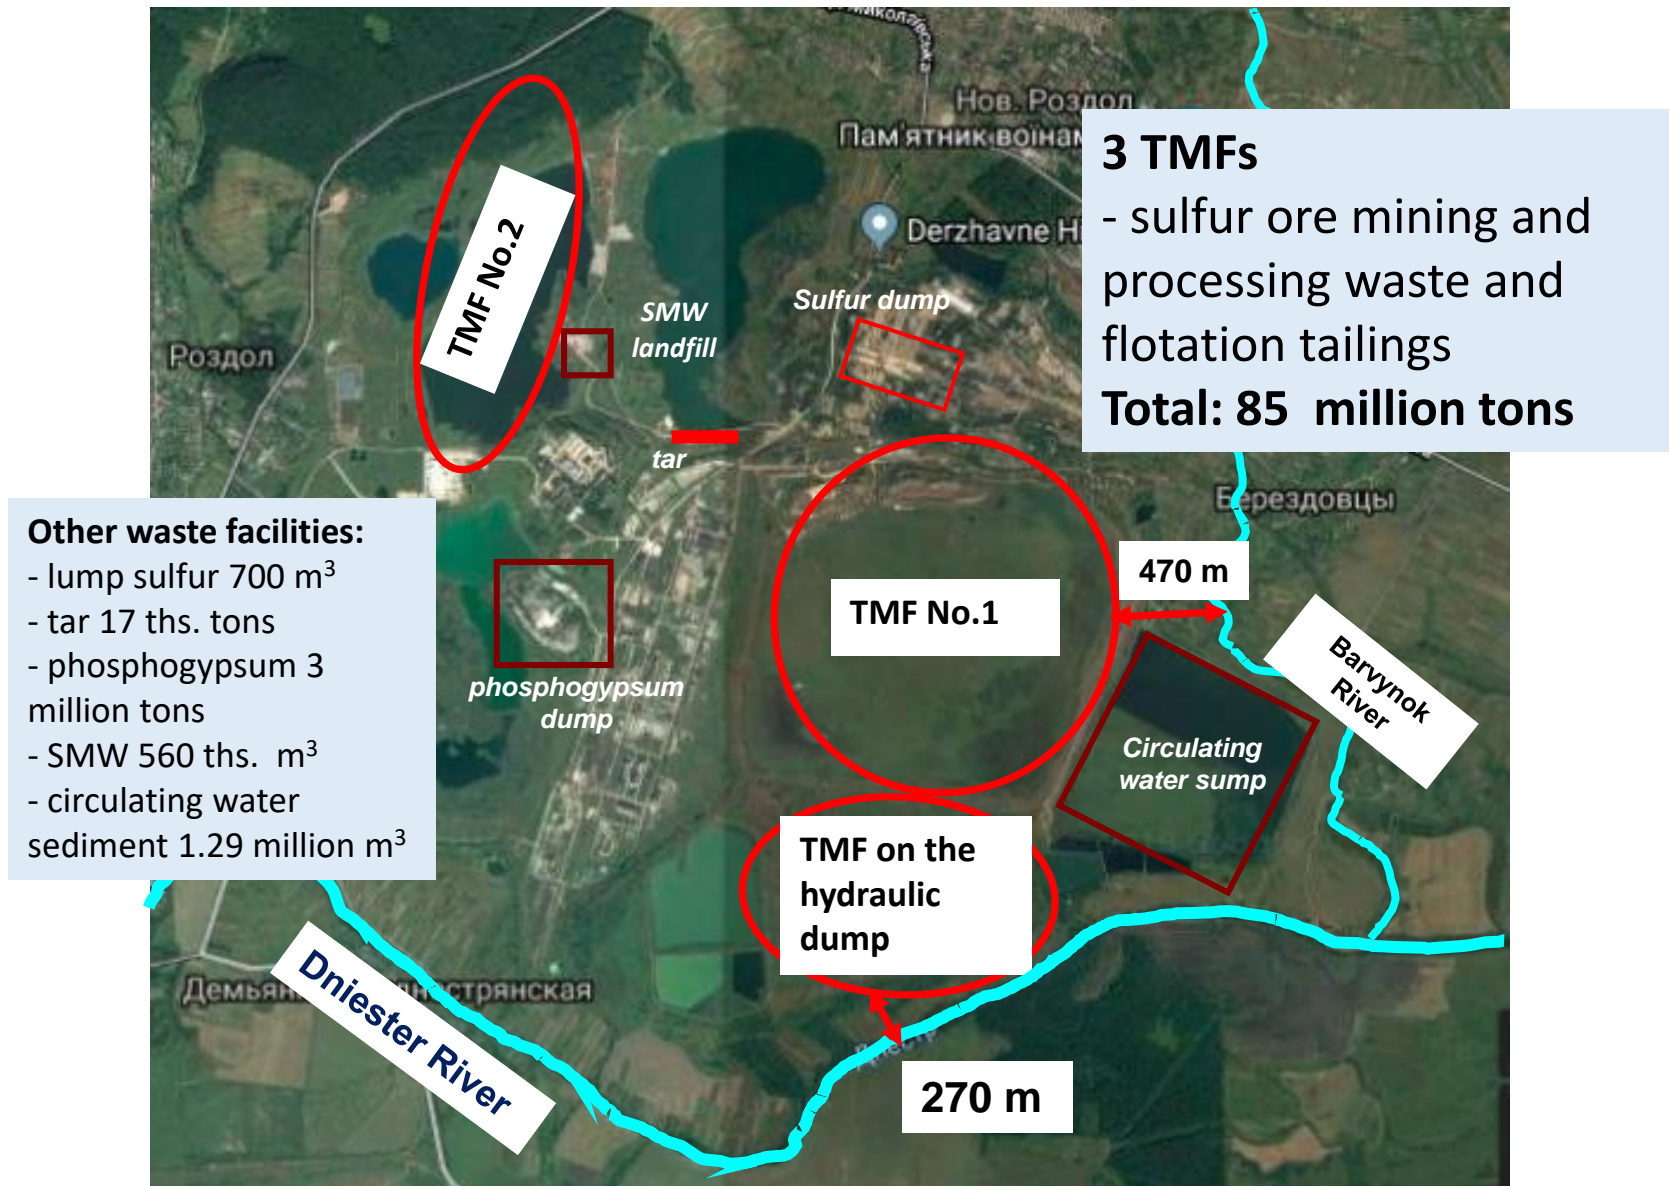 Нов. Роздол
Пам'ятник воїнам
3 TMFs
- sulfur ore mining and
processing waste and
flotation tailings
Total: 85 million tons
Derzhavne Hi
TMF No.2
SMW
landfill
Sulfur dump
Роздол
tar
Берездовцы
Other waste facilities:
- lump sulfur 700 m³
- tar 17 ths. tons
- phosphogypsum 3
million tons
- SMW 560 ths. m³
- circulating water
sediment 1.29 million m³
470 m
TMF No.1
Barvynok
River
phosphogypsum
dump
Circulating
water sump
TMF on the
hydraulic
dump
Dniester River
270 m